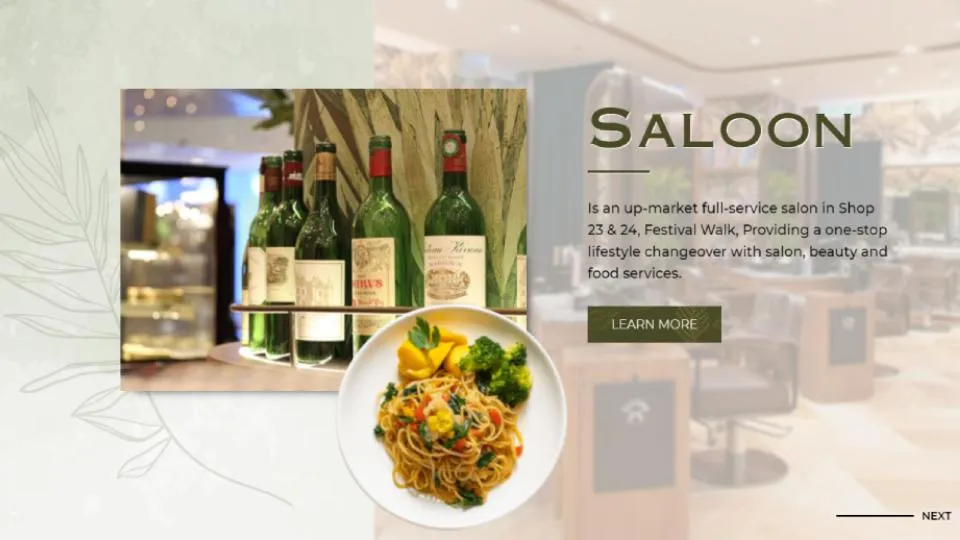 SALOON
Is an up-market full-service salon in Shop
23 & 24, Festival Walk, Providing a one-stop
lifestyle changeover with salon, beauty and
food services.
LEARN MORE
NEXT